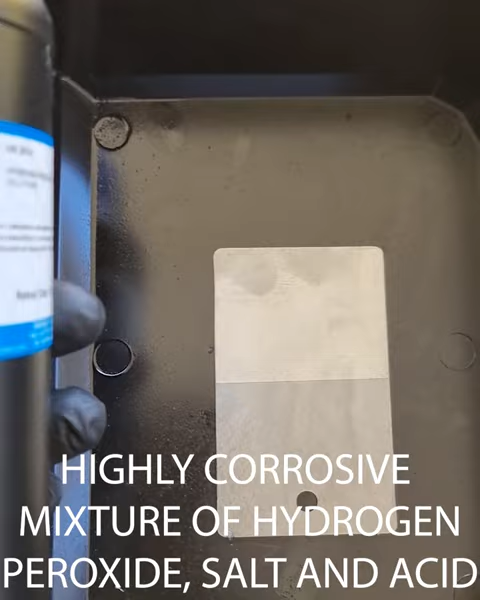 HIGHLY CORROSIVE
MIXTURE OF HYDROGEN
PEROXIDE, SALT AND ACID